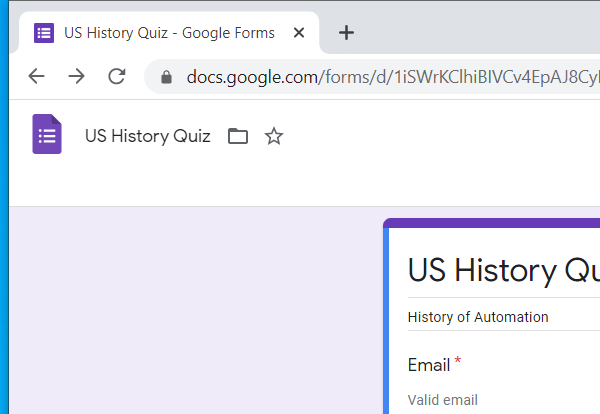 US History Quiz - Google Forms
docs.google.com/forms/d/1iSWrKClhiBIVCv4EpAJ8Cy
US History Quiz
US History Qu
History of Automation
Email *
Valid email